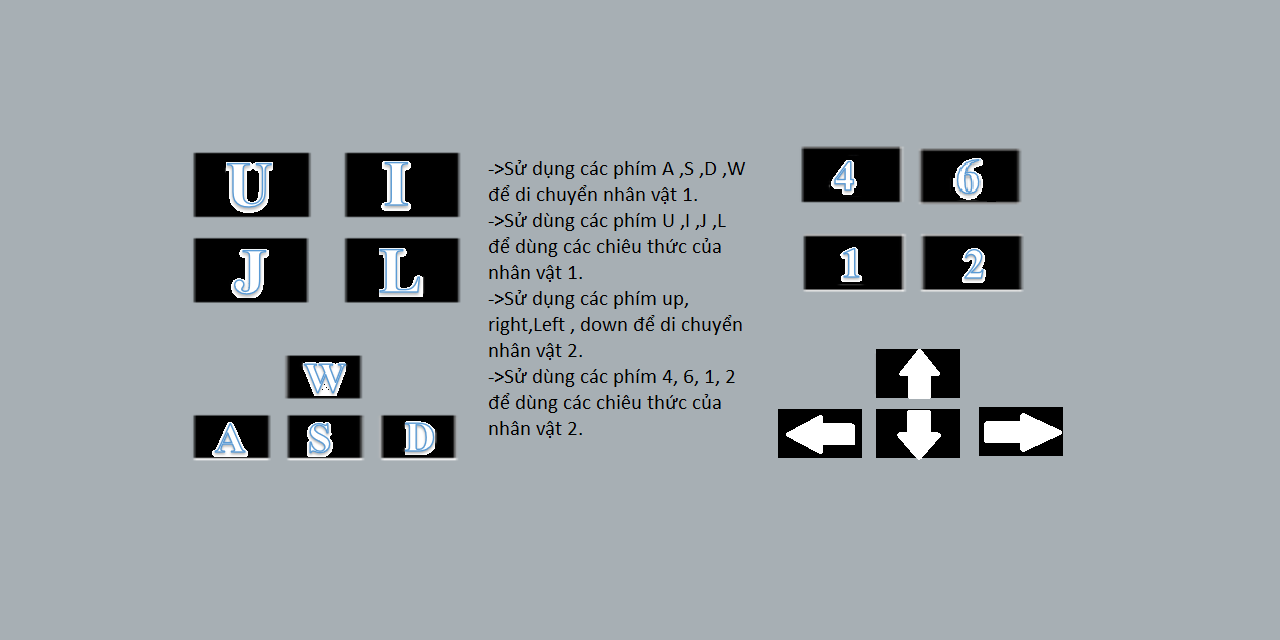 U I
J L
W
A S D
->Sử dụng các phím A ,S ,D ,W
để di chuyển nhân vật 1.
->Sử dùng các phím U ,I ,J ,L
để dùng các chiêu thức của
nhân vật 1.
->Sử dụng các phím up,
right,Left , down để di chuyển
nhân vật 2.
->Sử dùng các phím 4, 6, 1, 2
để dùng các chiêu thức của
nhân vật 2.
4 6
1 2